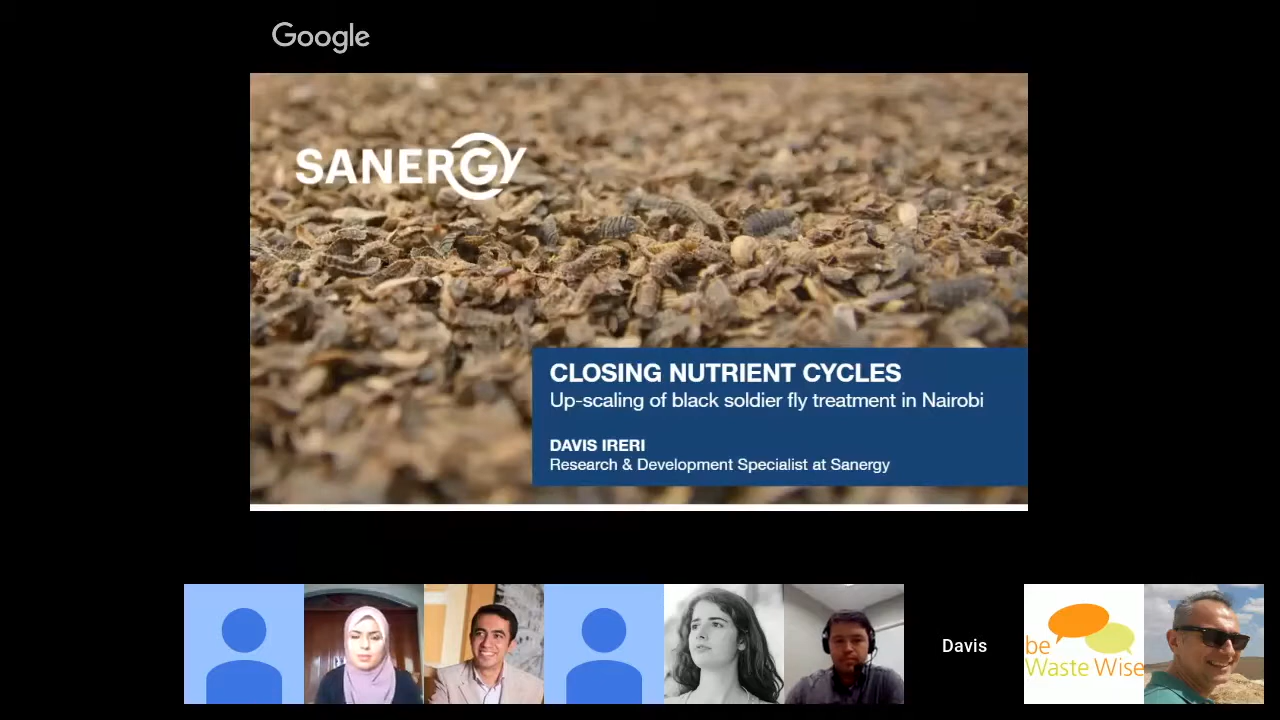 Google
SANERGY
CLOSING NUTRIENT CYCLES
Up-scaling of black soldier fly treatment in Nairobi
DAVIS IRERI
Research & Development Specialist at Sanergy
Davis
be
Waste Wise